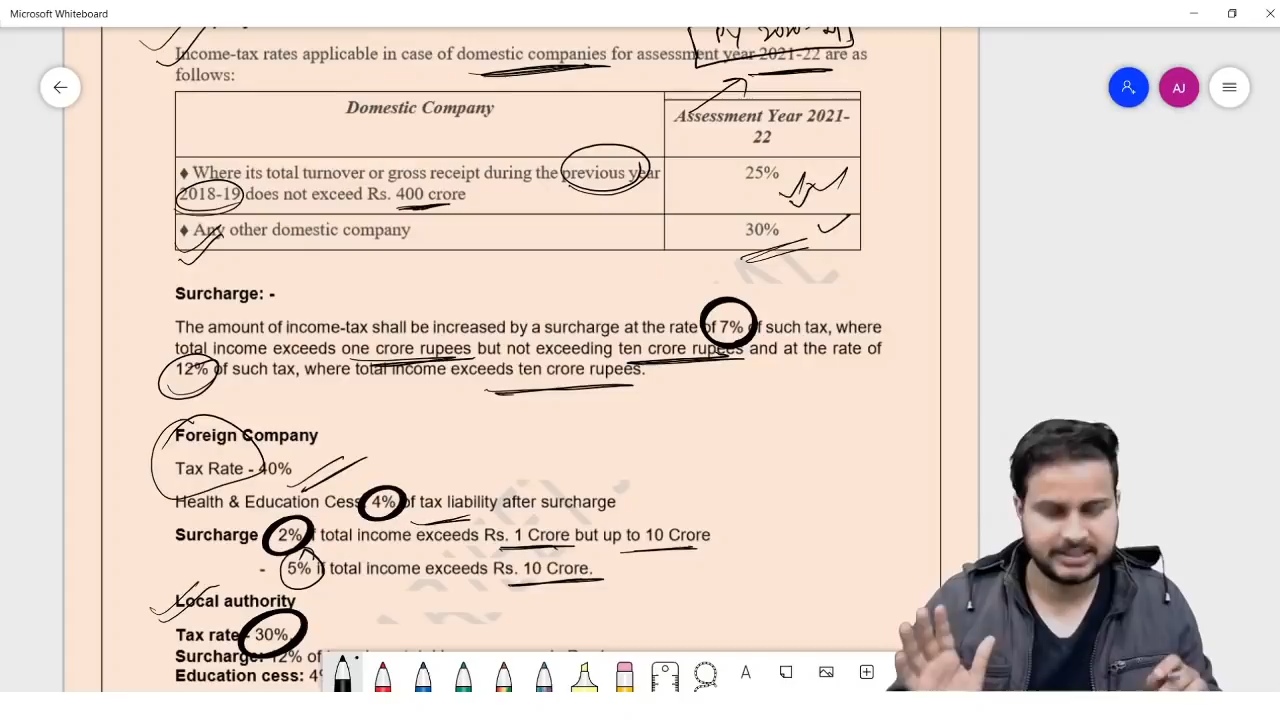 Microsoft Whiteboard
PY 2020-21
Income-tax rates applicable in case of domestic companies for assessment year 2021-22 are as
follows:
Domestic Company
Assessment Year 2021-
22
♦ Where its total turnover or gross receipt during the previous year
2018-19 does not exceed Rs. 400 crore
25%
♦ Any other domestic company
30%
Surcharge: -
The amount of income-tax shall be increased by a surcharge at the rate of 7% of such tax, where
total income exceeds one crore rupees but not exceeding ten crore rupees and at the rate of
12% of such tax, where total income exceeds ten crore rupees.
Foreign Company
Tax Rate - 40%
Health & Education Cess: 4% of tax liability after surcharge
Surcharge 2% if total income exceeds Rs. 1 Crore but up to 10 Crore
- 5% if total income exceeds Rs. 10 Crore.
Local authority
Tax rate - 30%
Surcharge: 12% of
Education cess: 4%
AJ
A